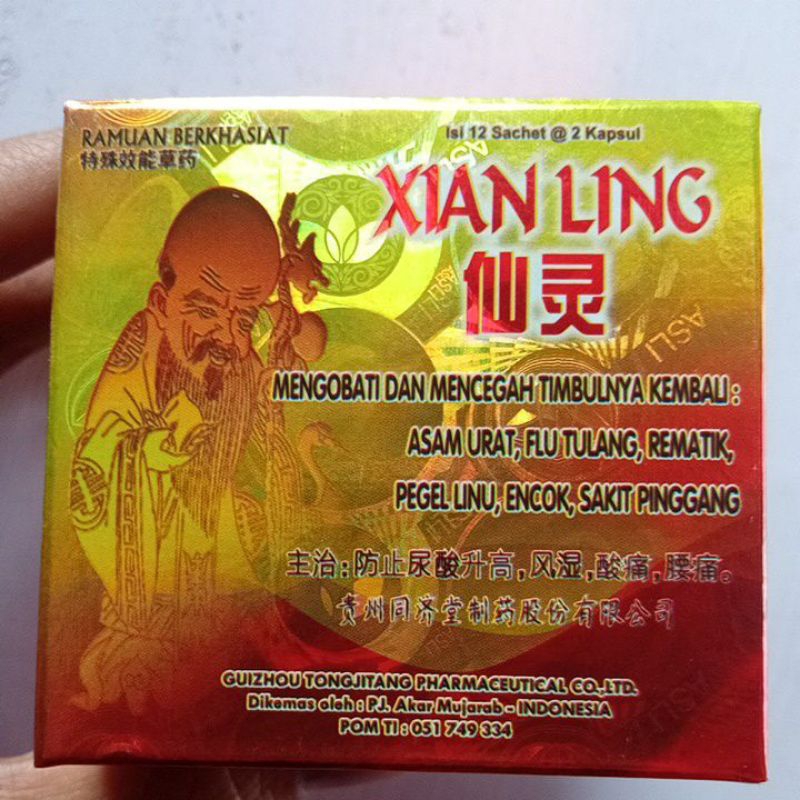 RAMUAN BERKHASIAT
特殊效能草药
Isi 12 Sachet @ 2 Kapsul
XIAN LING
仙灵
MENGOBATI DAN MENCEGAH TIMBULNYA KEMBALI :
ASAM URAT, FLU TULANG, REMATIK,
PEGEL LINU, ENCOK, SAKIT PINGGANG
主治:防止尿酸升高,风湿,酸痛,腰痛。
贵州同济堂制药股份有限公司
GUIZHOU TONGJITANG PHARMACEUTICAL CO.,LTD.
Dikemas oleh : PJ. Akar Mujarab - INDONESIA
POM TI : 051 749 334
ASLI
ASLI